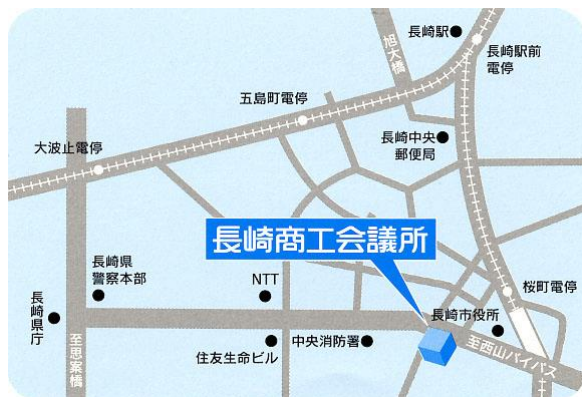 長崎駅
長崎駅前
電停
旭大橋
五島町電停
長崎中央
郵便局
大波止電停
長崎商工会議所
長崎県
警察本部
NTT
桜町電停
長崎県庁
長崎市役所
至思案橋
住友生命ビル
中央消防署
至西山バイパス